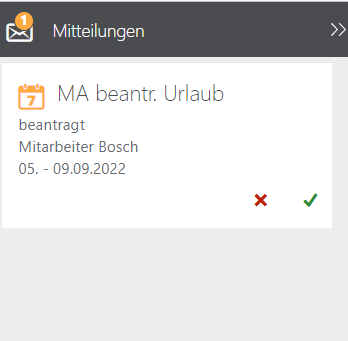 1
Mitteilungen
7
MA beantr. Urlaub
beantragt
Mitarbeiter Bosch
05. - 09.09.2022